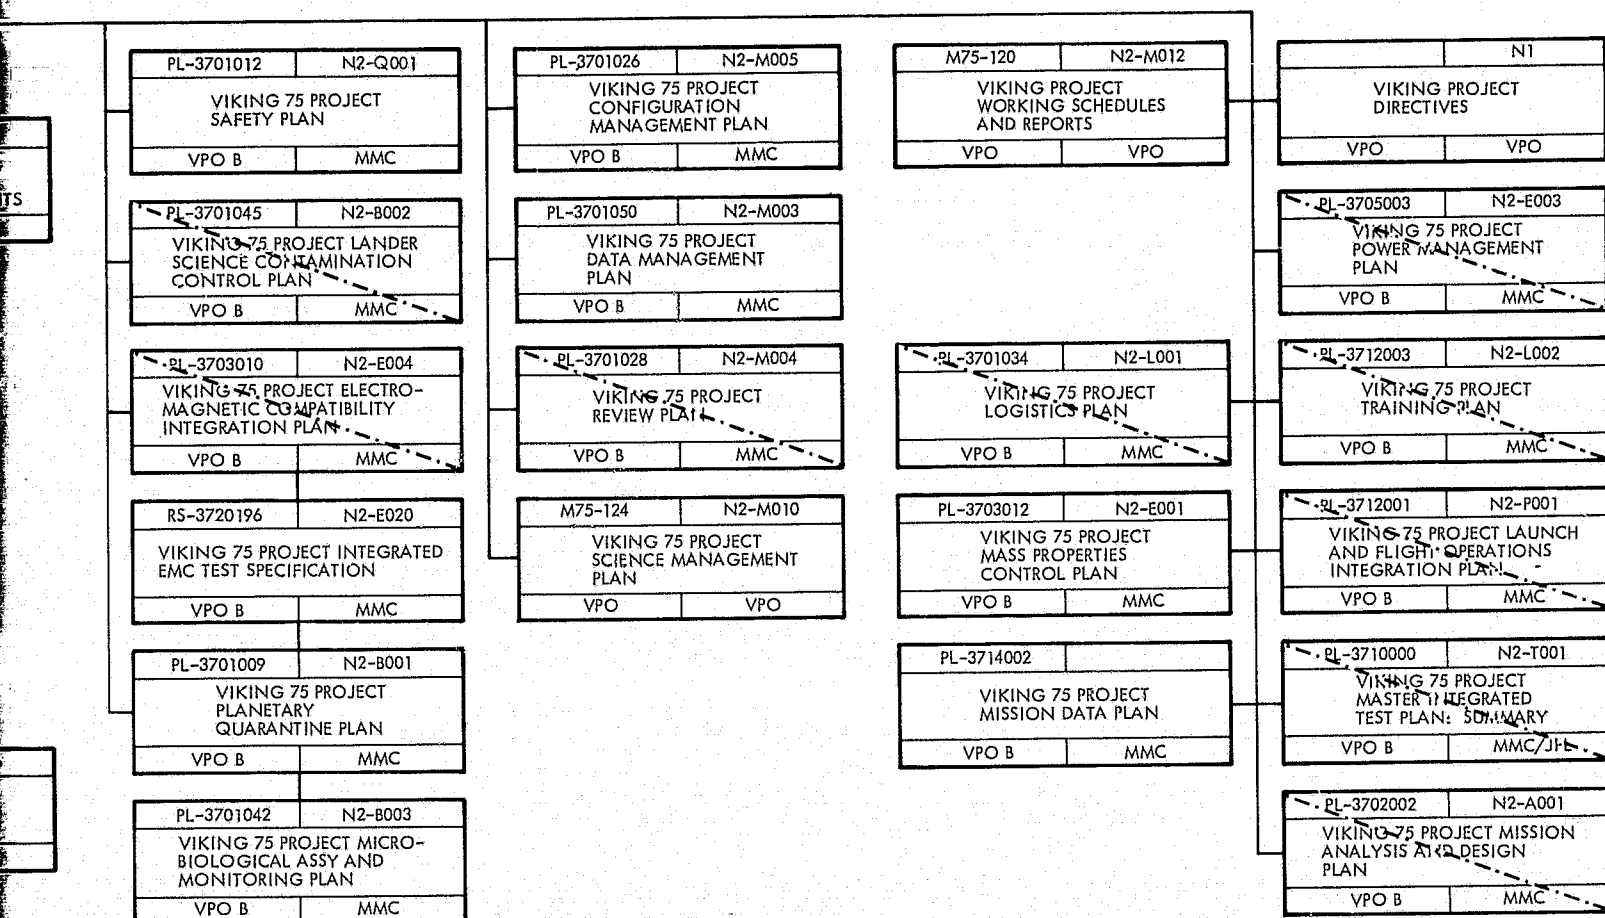 PL-3701012 N2-Q001
VIKING 75 PROJECT
SAFETY PLAN
VPO B MMC
PL-3701045 N2-B002
VIKING 75 PROJECT LANDER
SCIENCE CONTAMINATION
CONTROL PLAN
VPO B MMC
PL-3703010 N2-E004
VIKING 75 PROJECT ELECTRO-
MAGNETIC COMPATIBILITY
INTEGRATION PLAN
VPO B MMC
RS-3720196 N2-E020
VIKING 75 PROJECT INTEGRATED
EMC TEST SPECIFICATION
VPO B MMC
PL-3701009 N2-B001
VIKING 75 PROJECT
PLANETARY
QUARANTINE PLAN
VPO B MMC
PL-3701042 N2-B003
VIKING 75 PROJECT MICRO-
BIOLOGICAL ASSY AND
MONITORING PLAN
VPO B MMC
PL-3701026 N2-M005
VIKING 75 PROJECT
CONFIGURATION
MANAGEMENT PLAN
VPO B MMC
PL-3701050 N2-M003
VIKING 75 PROJECT
DATA MANAGEMENT
PLAN
VPO B MMC
PL-3701028 N2-M004
VIKING 75 PROJECT
REVIEW PLAN
VPO B MMC
M75-124 N2-M010
VIKING 75 PROJECT
SCIENCE MANAGEMENT
PLAN
VPO VPO
M75-120 N2-M012
VIKING PROJECT
WORKING SCHEDULES
AND REPORTS
VPO VPO
PL-3701034 N2-L001
VIKING 75 PROJECT
LOGISTICS PLAN
VPO B MMC
PL-3703012 N2-E001
VIKING 75 PROJECT
MASS PROPERTIES
CONTROL PLAN
VPO B MMC
PL-3714002
VIKING 75 PROJECT
MISSION DATA PLAN
VPO B MMC
N1
VIKING PROJECT
DIRECTIVES
VPO VPO
PL-3705003 N2-E003
VIKING 75 PROJECT
POWER MANAGEMENT
PLAN
VPO B MMC
PL-3712003 N2-L002
VIKING 75 PROJECT
TRAINING PLAN
VPO B MMC
PL-3712001 N2-P001
VIKING 75 PROJECT LAUNCH
AND FLIGHT OPERATIONS
INTEGRATION PLAN
VPO B MMC
PL-3710000 N2-T001
VIKING 75 PROJECT
MASTER INTEGRATED
TEST PLAN: SUMMARY
VPO B MMC/JPL
PL-3702002 N2-A001
VIKING 75 PROJECT MISSION
ANALYSIS AND DESIGN
PLAN
VPO B MMC